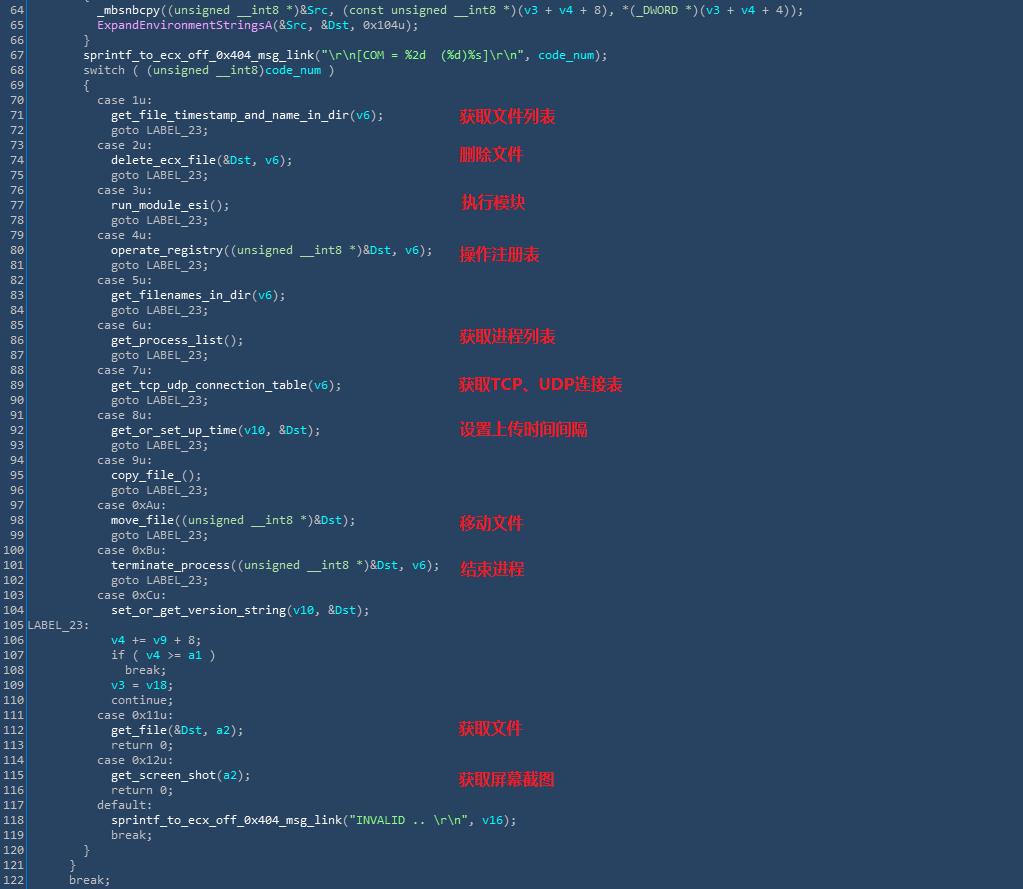 64 _mbsnbcpy((unsigned __int8 *)&Src, (const unsigned __int8 *)(v3 + v4 + 8), *(_DWORD *)(v3 + v4 + 4));
65 ExpandEnvironmentStringsA(&Src, &Dst, 0x104u);
66 }
67 sprintf_to_ecx_off_0x404_msg_link("\r\n[COM = %2d  (%d)%s]\r\n", code_num);
68 switch ( (unsigned __int8)code_num )
69 {
70 case 1u:
71 get_file_timestamp_and_name_in_dir(v6); 获取文件列表
72 goto LABEL_23;
73 case 2u:
74 delete_ecx_file(&Dst, v6); 删除文件
75 goto LABEL_23;
76 case 3u:
77 run_module_esi(); 执行模块
78 goto LABEL_23;
79 case 4u:
80 operate_registry((unsigned __int8 *)&Dst, v6); 操作注册表
81 goto LABEL_23;
82 case 5u:
83 get_filenames_in_dir(v6);
84 goto LABEL_23;
85 case 6u:
86 get_process_list(); 获取进程列表
87 goto LABEL_23;
88 case 7u:
89 get_tcp_udp_connection_table(v6); 获取TCP、UDP连接表
90 goto LABEL_23;
91 case 8u:
92 get_or_set_up_time(v10, &Dst); 设置上传时间间隔
93 goto LABEL_23;
94 case 9u:
95 copy_file_();
96 goto LABEL_23;
97 case 0xAu:
98 move_file((unsigned __int8 *)&Dst); 移动文件
99 goto LABEL_23;
100 case 0xBu:
101 terminate_process((unsigned __int8 *)&Dst, v6); 结束进程
102 goto LABEL_23;
103 case 0xCu:
104 set_or_get_version_string(v10, &Dst);
105 LABEL_23:
106 v4 += v9 + 8;
107 if ( v4 >= a1 )
108 break;
109 v3 = v18;
110 continue;
111 case 0x11u:
112 get_file(&Dst, a2); 获取文件
113 return 0;
114 case 0x12u:
115 get_screen_shot(a2); 获取屏幕截图
116 return 0;
117 default:
118 sprintf_to_ecx_off_0x404_msg_link("INVALID .. \r\n", v16);
119 break;
120 }
121 }
122 break;